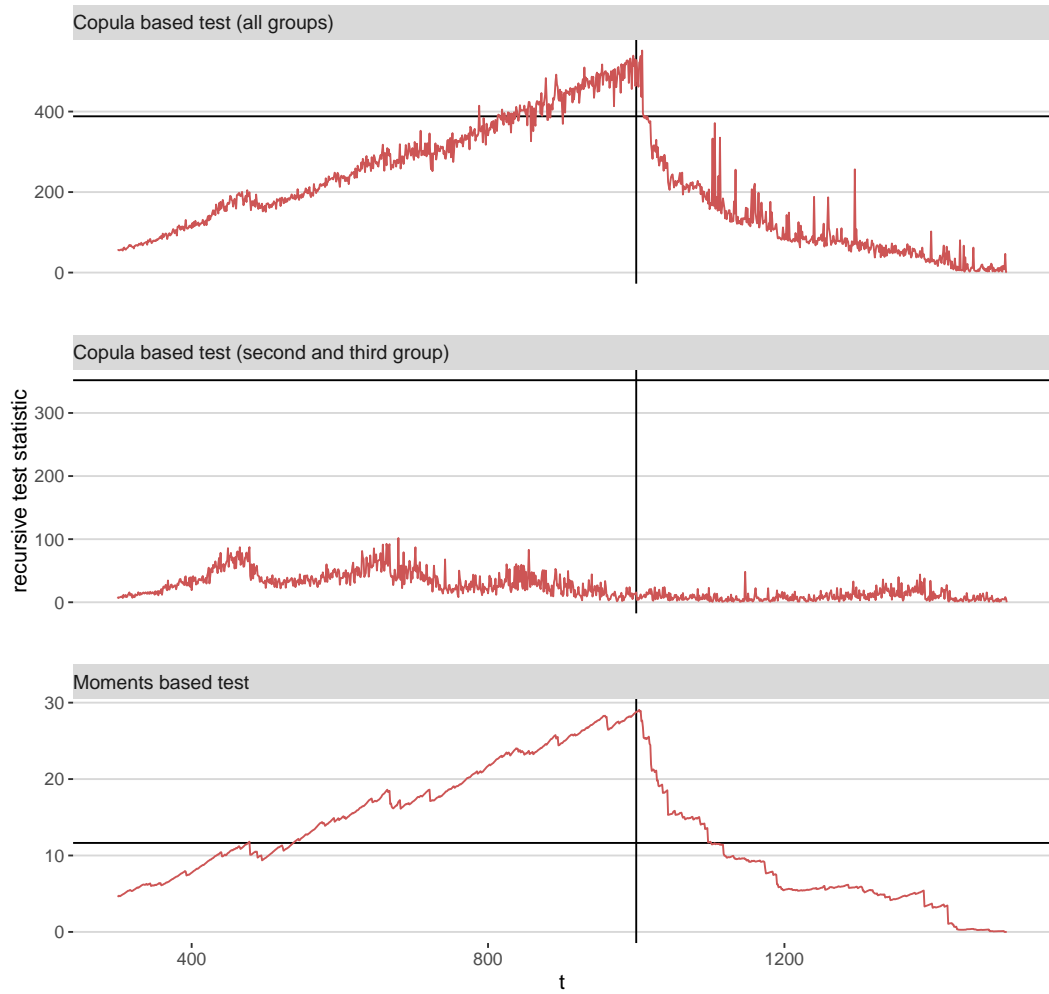 Copula based test (all groups)
400
200
0
Copula based test (second and third group)
300
200
100
0
recursive test statistic
Moments based test
30
20
10
0
400 800 1200
t